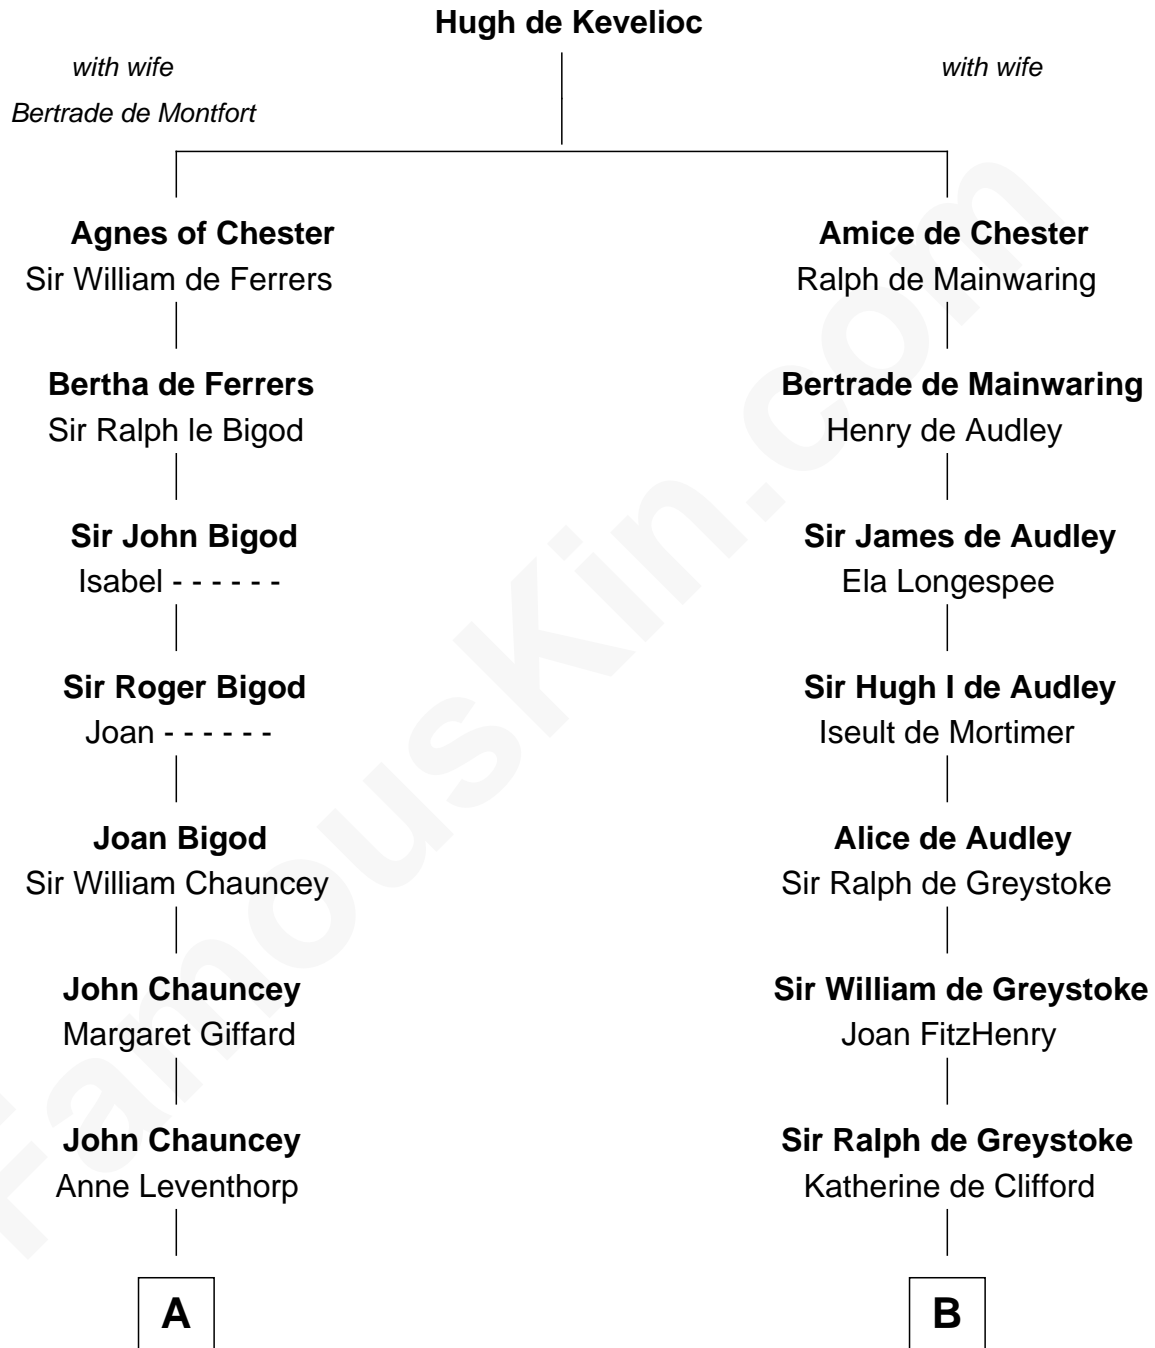 Hugh de Kevelioc
with wife
Bertrade de Montfort
with wife
Agnes of Chester
Sir William de Ferrers
Amice de Chester
Ralph de Mainwaring
Bertha de Ferrers
Sir Ralph le Bigod
Bertrade de Mainwaring
Henry de Audley
Sir John Bigod
Isabel - - - - - -
Sir James de Audley
Ela Longespee
Sir Roger Bigod
Joan - - - - - -
Sir Hugh I de Audley
Iseult de Mortimer
Joan Bigod
Sir William Chauncey
Alice de Audley
Sir Ralph de Greystoke
John Chauncey
Margaret Giffard
Sir William de Greystoke
Joan FitzHenry
John Chauncey
Anne Leventhorp
Sir Ralph de Greystoke
Katherine de Clifford
A
B
FamousKin.com